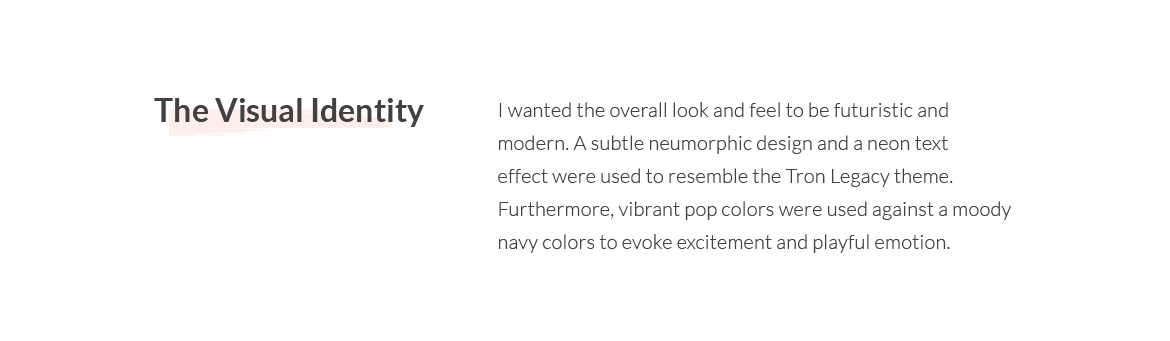 The Visual Identity
I wanted the overall look and feel to be futuristic and
modern. A subtle neumorphic design and a neon text
effect were used to resemble the Tron Legacy theme.
Furthermore, vibrant pop colors were used against a moody
navy colors to evoke excitement and playful emotion.